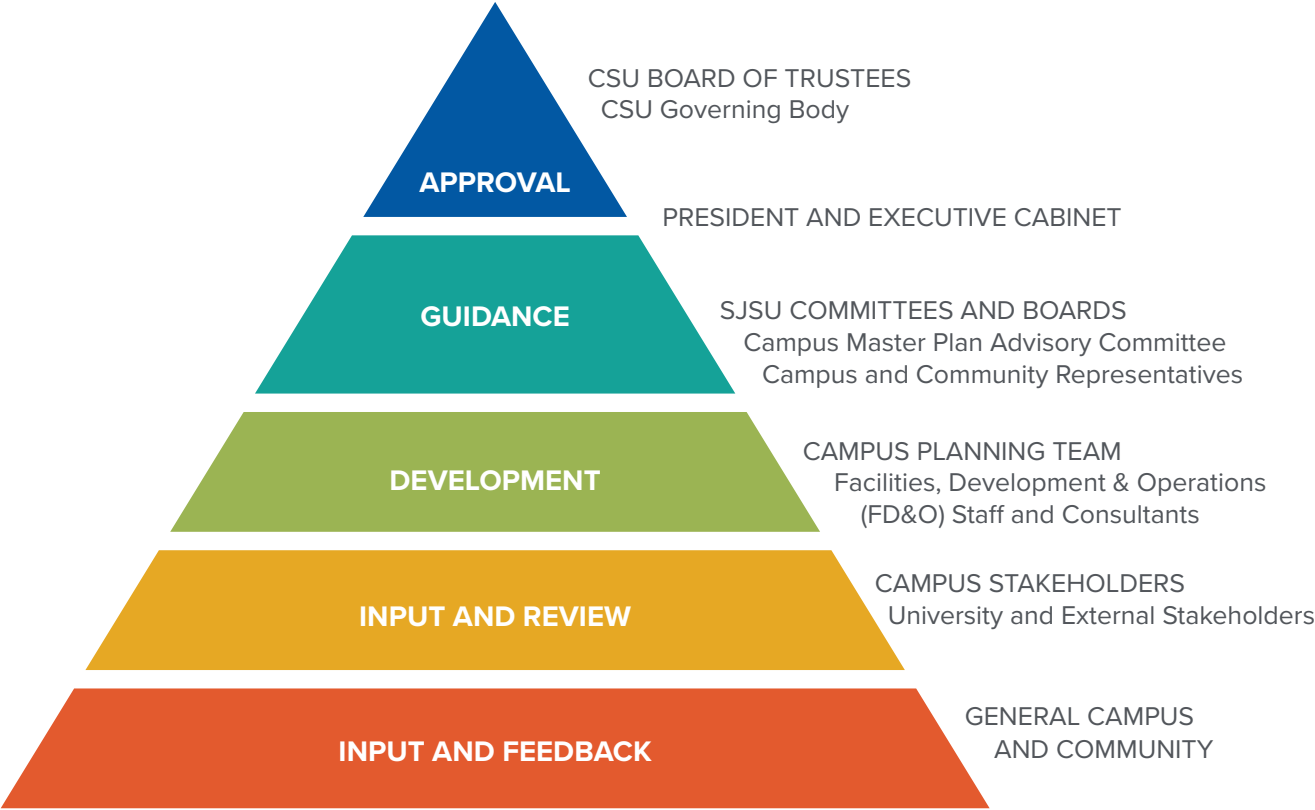 CSU BOARD OF TRUSTEES
CSU Governing Body
APPROVAL
PRESIDENT AND EXECUTIVE CABINET
GUIDANCE
SJSU COMMITTEES AND BOARDS
Campus Master Plan Advisory Committee
Campus and Community Representatives
DEVELOPMENT
CAMPUS PLANNING TEAM
Facilities, Development & Operations
(FD&O) Staff and Consultants
INPUT AND REVIEW
CAMPUS STAKEHOLDERS
University and External Stakeholders
INPUT AND FEEDBACK
GENERAL CAMPUS
AND COMMUNITY